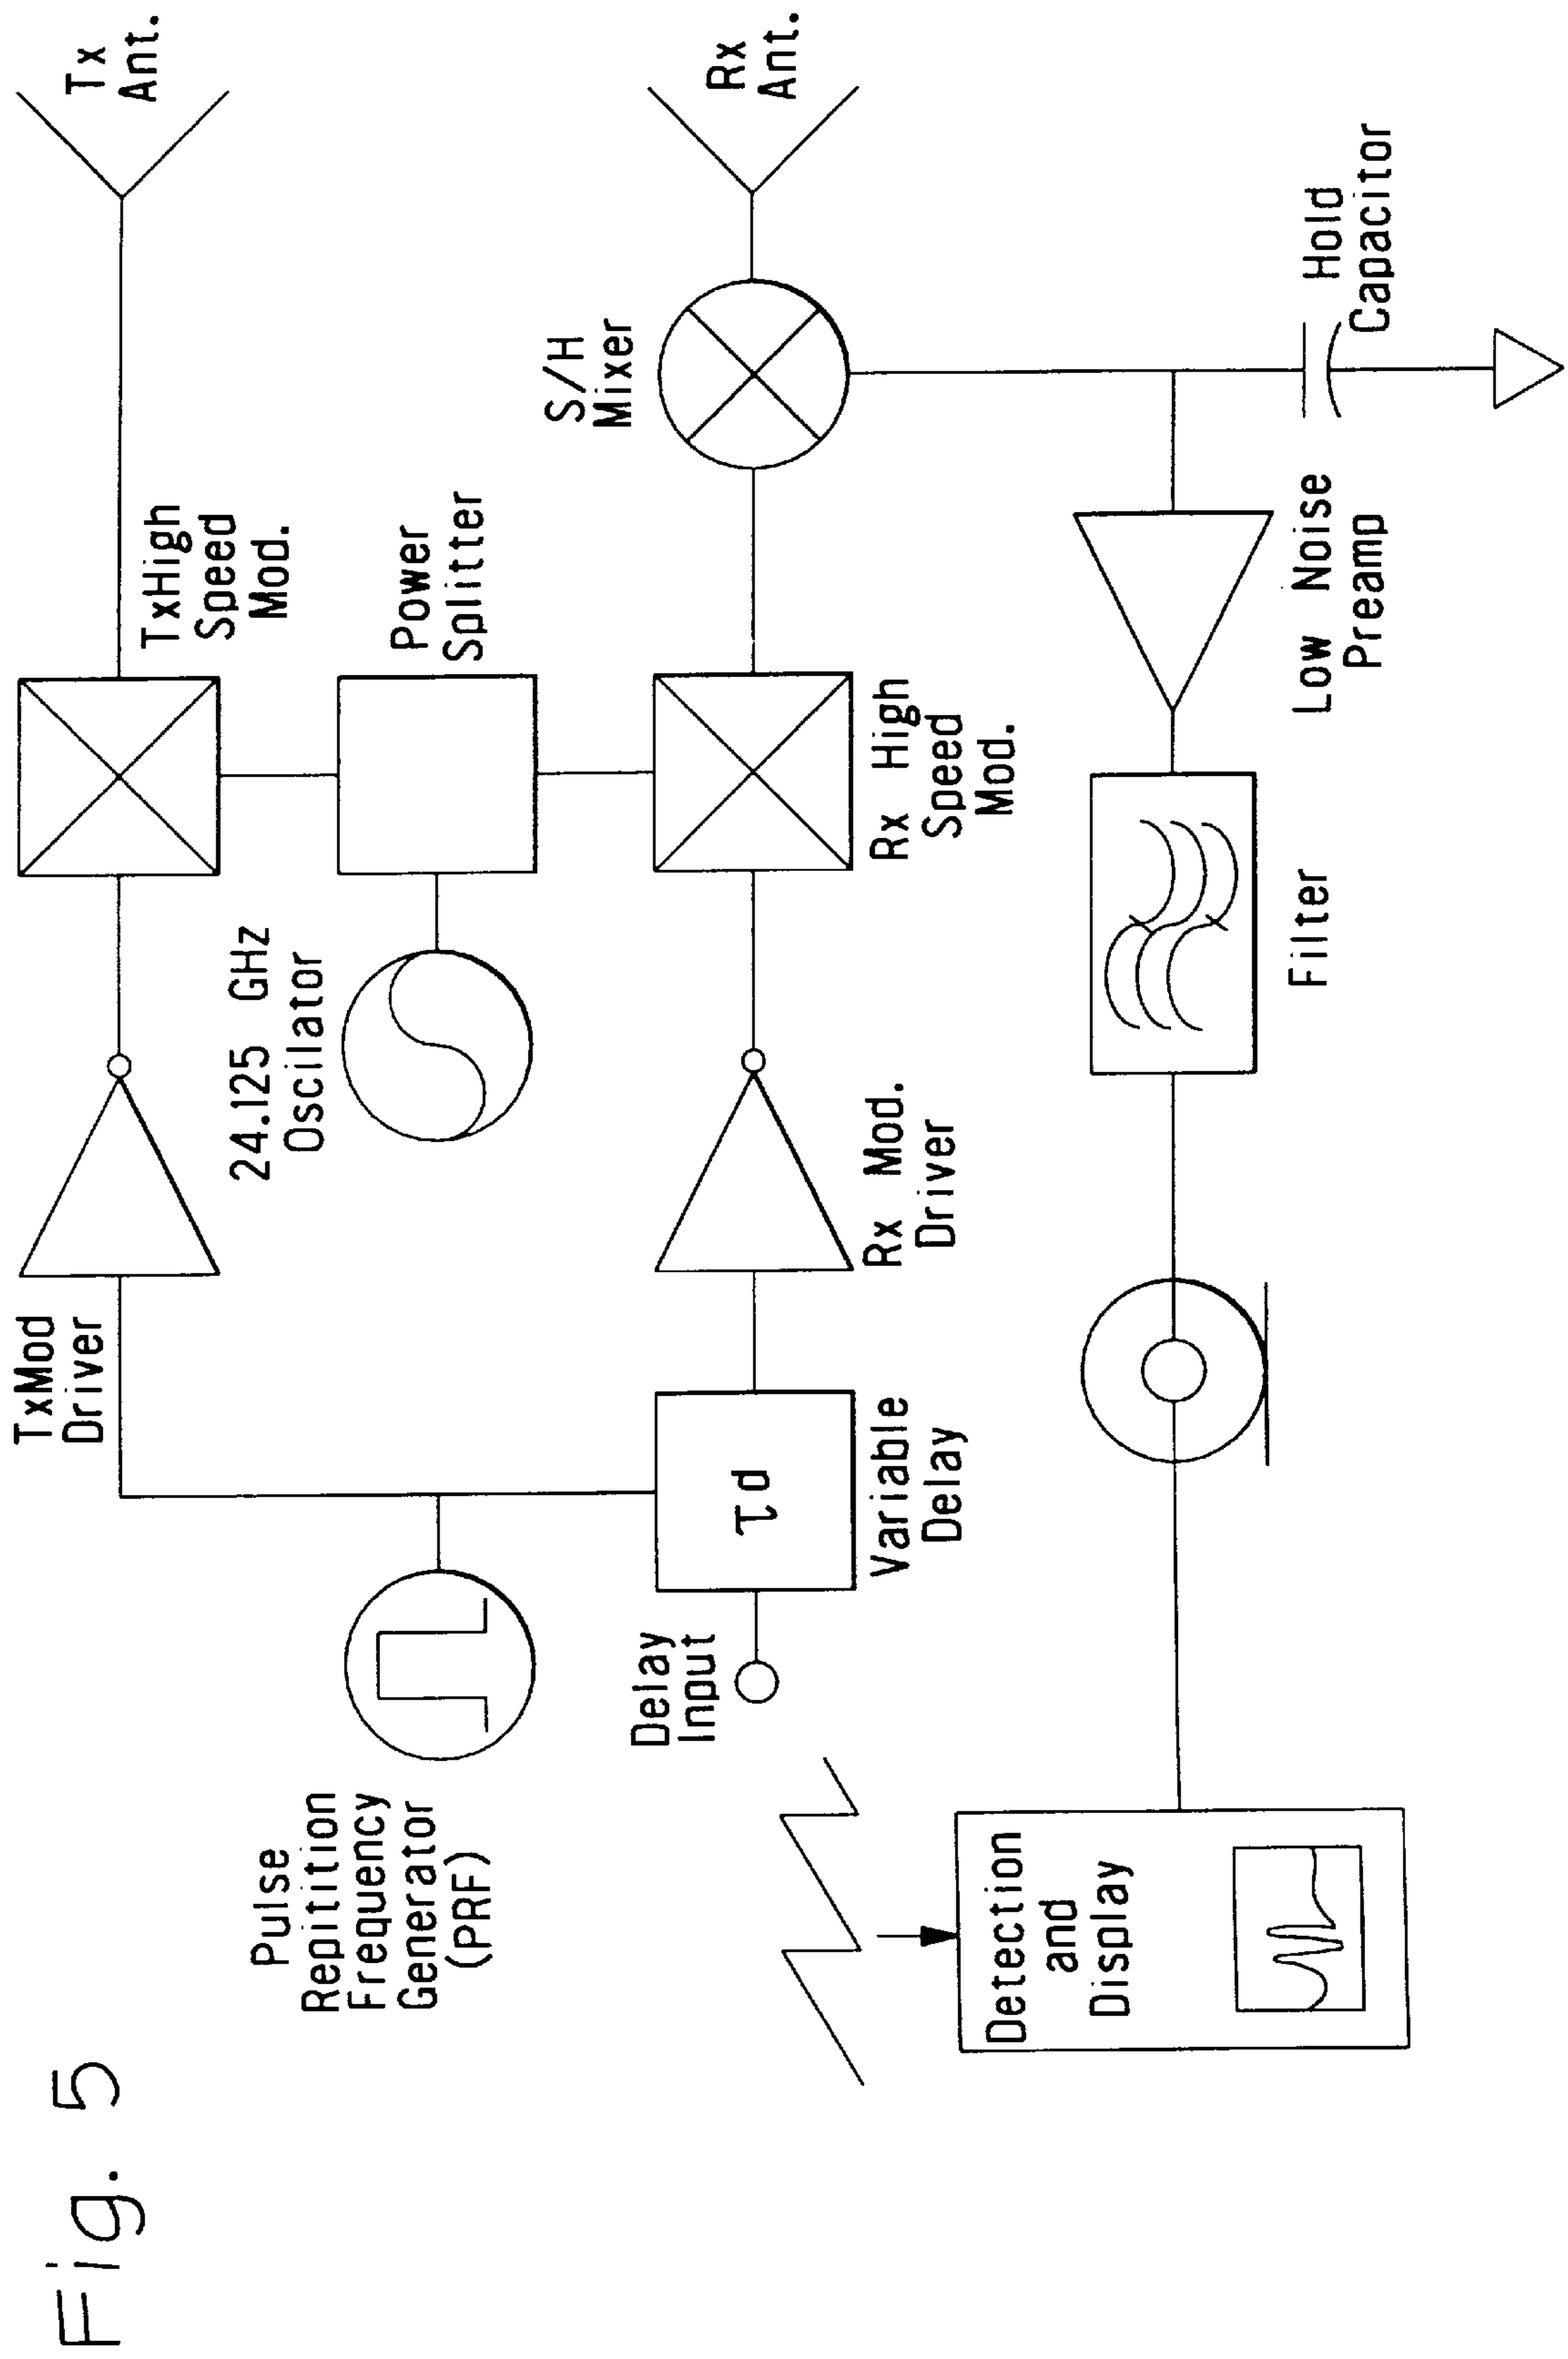 Fig. 5
Tx
Ant.
TxHigh
Speed
Mod.
TxMod
Driver
24.125 GHz
Oscilator
Power
Splitter
Pulse
Repitition
Frequency
Generator
(PRF)
S/H
Mixer
Rx
Ant.
Delay
Input
τd
Variable
Delay
Rx Mod.
Driver
Rx High
Speed
Mod.
Hold
Capacitor
Low Noise
Preamp
Filter
Detection
and
Display